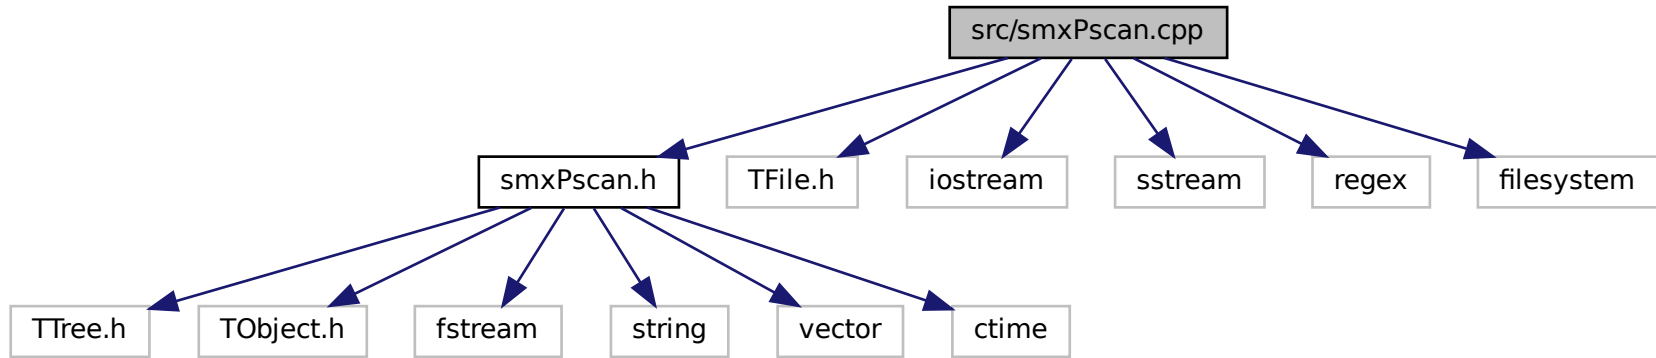 src/smxPscan.cpp
smxPscan.h
TFile.h
iostream
sstream
regex
filesystem
TTree.h
TObject.h
fstream
string
vector
ctime